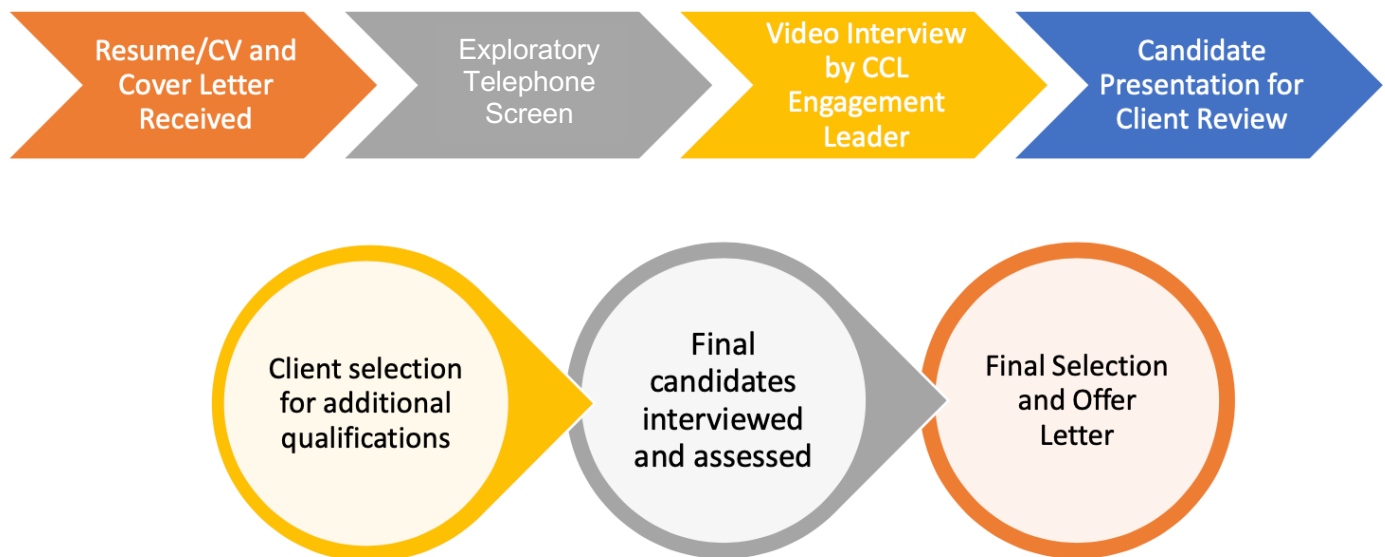 Resume/CV and
Cover Letter
Received
Exploratory
Telephone
Screen
Video Interview
by CCL
Engagement
Leader
Candidate
Presentation for
Client Review
Client selection
for additional
qualifications
Final
candidates
interviewed
and assessed
Final Selection
and Offer
Letter